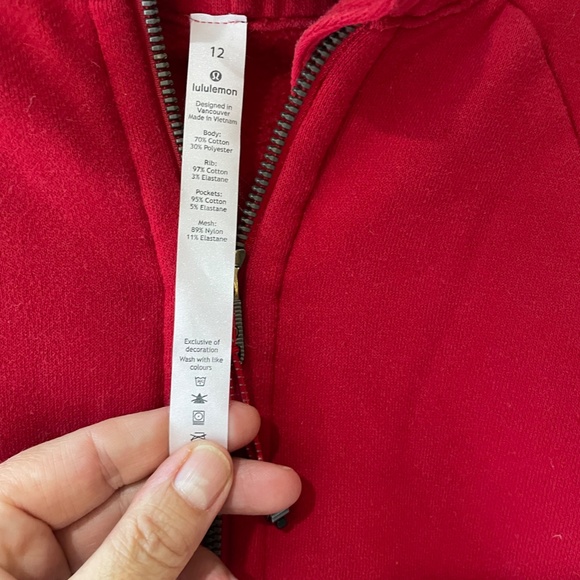 12
lululemon
Designed in
Vancouver
Made in Vietnam
Body:
70% Cotton
30% Polyester
Rib:
97% Cotton
3% Elastane
Pockets:
95% Cotton
5% Elastane
Mesh:
89% Nylon
11% Elastane
Exclusive of
decoration
Wash with like
colours